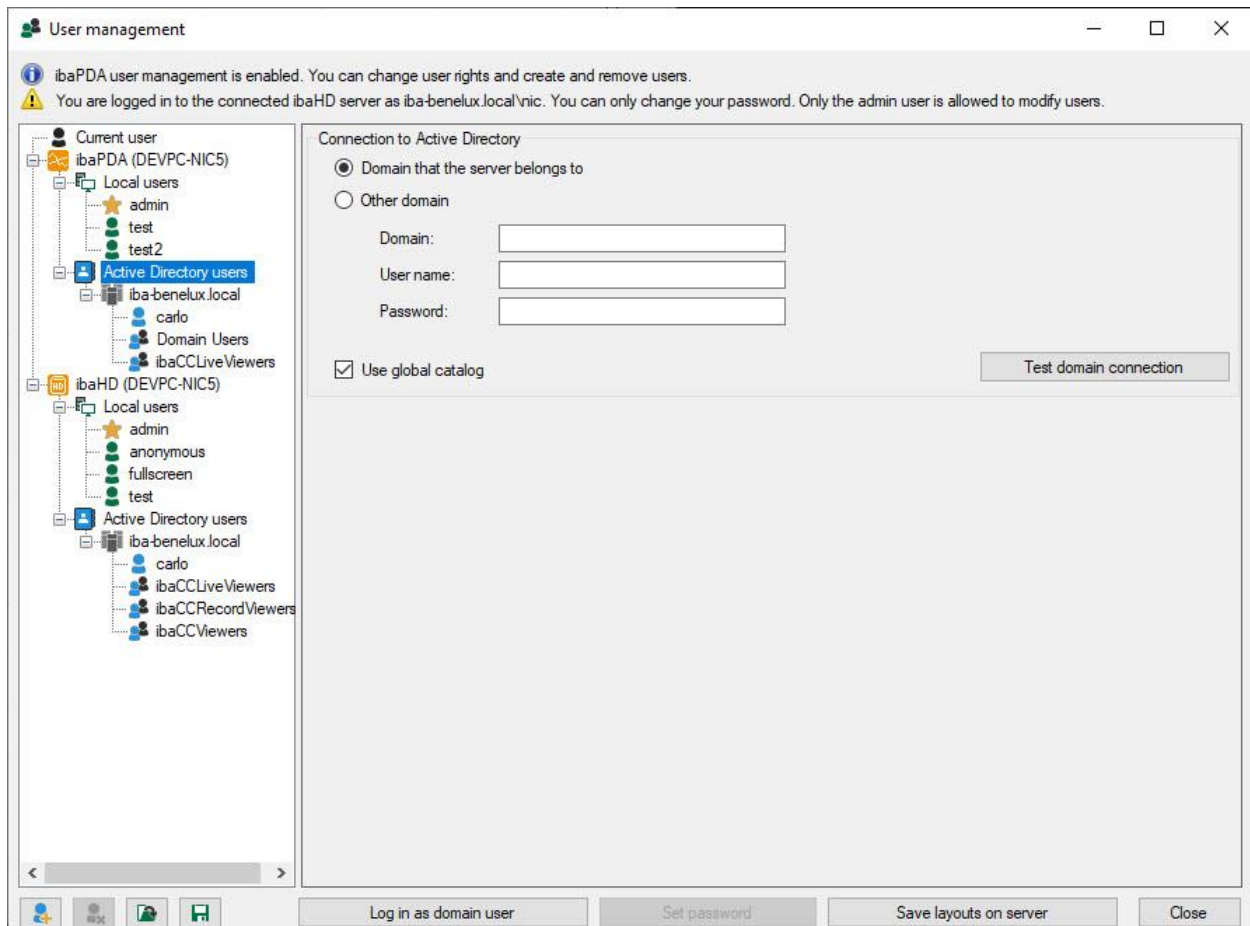 User management
ibaPDA user management is enabled. You can change user rights and create and remove users.
You are logged in to the connected ibaHD server as iba-benelux.local\nic. You can only change your password. Only the admin user is allowed to modify users.
Current user
ibaPDA (DEVPC-NIC5)
Local users
admin
test
test2
Active Directory users
iba-benelux.local
carlo
Domain Users
ibaCCLiveViewers
ibaHD (DEVPC-NIC5)
Local users
admin
anonymous
fullscreen
test
Active Directory users
iba-benelux.local
carlo
ibaCCLiveViewers
ibaCCRecordViewers
ibaCCViewers
Connection to Active Directory
Domain that the server belongs to
Other domain
Domain:
User name:
Password:
Use global catalog
Test domain connection
Log in as domain user
Set password
Save layouts on server
Close